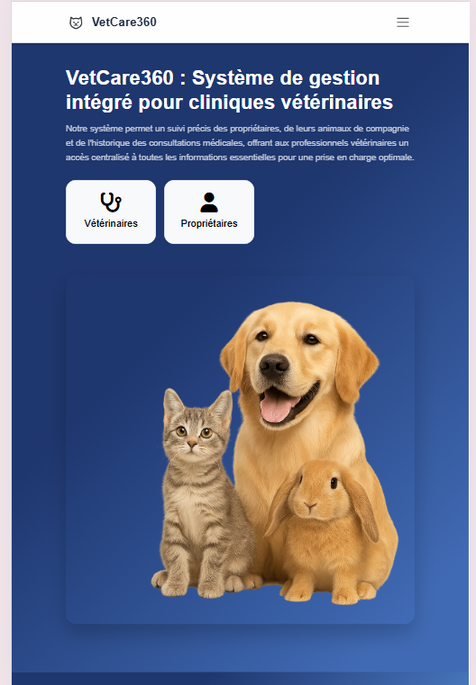 VetCare360
VetCare360 : Système de gestion
intégré pour cliniques vétérinaires
Notre système permet un suivi précis des propriétaires, de leurs animaux de compagnie
et de l'historique des consultations médicales, offrant aux professionnels vétérinaires un
accès centralisé à toutes les informations essentielles pour une prise en charge optimale.
Vétérinaires
Propriétaires